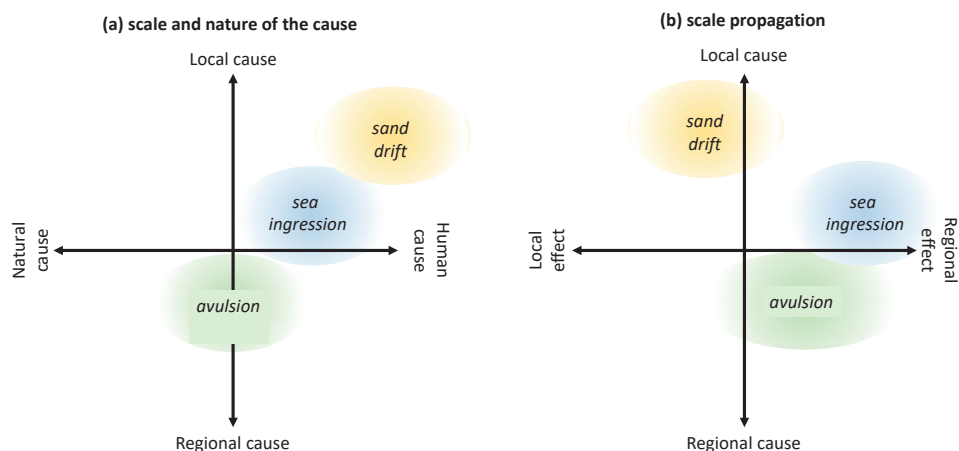 (a) scale and nature of the cause
Local cause
sand
drift
sea
ingression
Natural
cause
Human
cause
avulsion
Regional cause
(b) scale propagation
Local cause
sand
drift
sea
ingression
Local
effect
Regional
effect
avulsion
Regional cause